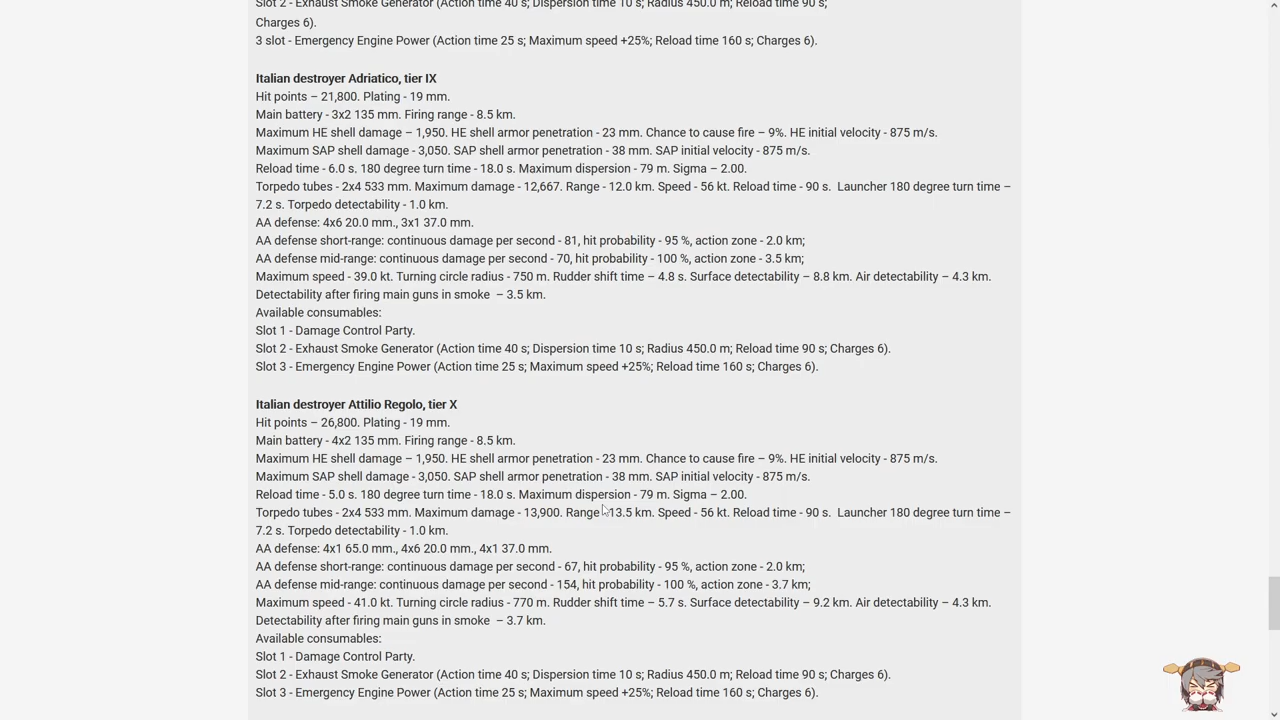 Slot 2 - Exhaust Smoke Generator (Action time 40 s; Dispersion time 10 s; Radius 450.0 m; Reload time 90 s;
Charges 6).
3 slot - Emergency Engine Power (Action time 25 s; Maximum speed +25%; Reload time 160 s; Charges 6).
Italian destroyer Adriatico, tier IX
Hit points – 21,800. Plating - 19 mm.
Main battery - 3x2 135 mm. Firing range - 8.5 km.
Maximum HE shell damage – 1,950. HE shell armor penetration - 23 mm. Chance to cause fire – 9%. HE initial velocity - 875 m/s.
Maximum SAP shell damage - 3,050. SAP shell armor penetration - 38 mm. SAP initial velocity - 875 m/s.
Reload time - 6.0 s. 180 degree turn time - 18.0 s. Maximum dispersion - 79 m. Sigma – 2.00.
Torpedo tubes - 2x4 533 mm. Maximum damage - 12,667. Range - 12.0 km. Speed - 56 kt. Reload time - 90 s.  Launcher 180 degree turn time –
7.2 s. Torpedo detectability - 1.0 km.
AA defense: 4x6 20.0 mm., 3x1 37.0 mm.
AA defense short-range: continuous damage per second - 81, hit probability - 95 %, action zone - 2.0 km;
AA defense mid-range: continuous damage per second - 70, hit probability - 100 %, action zone - 3.5 km;
Maximum speed - 39.0 kt. Turning circle radius - 750 m. Rudder shift time – 4.8 s. Surface detectability – 8.8 km. Air detectability – 4.3 km.
Detectability after firing main guns in smoke  – 3.5 km.
Available consumables:
Slot 1 - Damage Control Party.
Slot 2 - Exhaust Smoke Generator (Action time 40 s; Dispersion time 10 s; Radius 450.0 m; Reload time 90 s; Charges 6).
Slot 3 - Emergency Engine Power (Action time 25 s; Maximum speed +25%; Reload time 160 s; Charges 6).
Italian destroyer Attilio Regolo, tier X
Hit points – 26,800. Plating - 19 mm.
Main battery - 4x2 135 mm. Firing range - 8.5 km.
Maximum HE shell damage – 1,950. HE shell armor penetration - 23 mm. Chance to cause fire – 9%. HE initial velocity - 875 m/s.
Maximum SAP shell damage - 3,050. SAP shell armor penetration - 38 mm. SAP initial velocity - 875 m/s.
Reload time - 5.0 s. 180 degree turn time - 18.0 s. Maximum dispersion - 79 m. Sigma – 2.00.
Torpedo tubes - 2x4 533 mm. Maximum damage - 13,900. Range - 13.5 km. Speed - 56 kt. Reload time - 90 s.  Launcher 180 degree turn time –
7.2 s. Torpedo detectability - 1.0 km.
AA defense: 4x1 65.0 mm., 4x6 20.0 mm., 4x1 37.0 mm.
AA defense short-range: continuous damage per second - 67, hit probability - 95 %, action zone - 2.0 km;
AA defense mid-range: continuous damage per second - 154, hit probability - 100 %, action zone - 3.7 km;
Maximum speed - 41.0 kt. Turning circle radius - 770 m. Rudder shift time – 5.7 s. Surface detectability – 9.2 km. Air detectability – 4.3 km.
Detectability after firing main guns in smoke  – 3.7 km.
Available consumables:
Slot 1 - Damage Control Party.
Slot 2 - Exhaust Smoke Generator (Action time 40 s; Dispersion time 10 s; Radius 450.0 m; Reload time 90 s; Charges 6).
Slot 3 - Emergency Engine Power (Action time 25 s; Maximum speed +25%; Reload time 160 s; Charges 6).